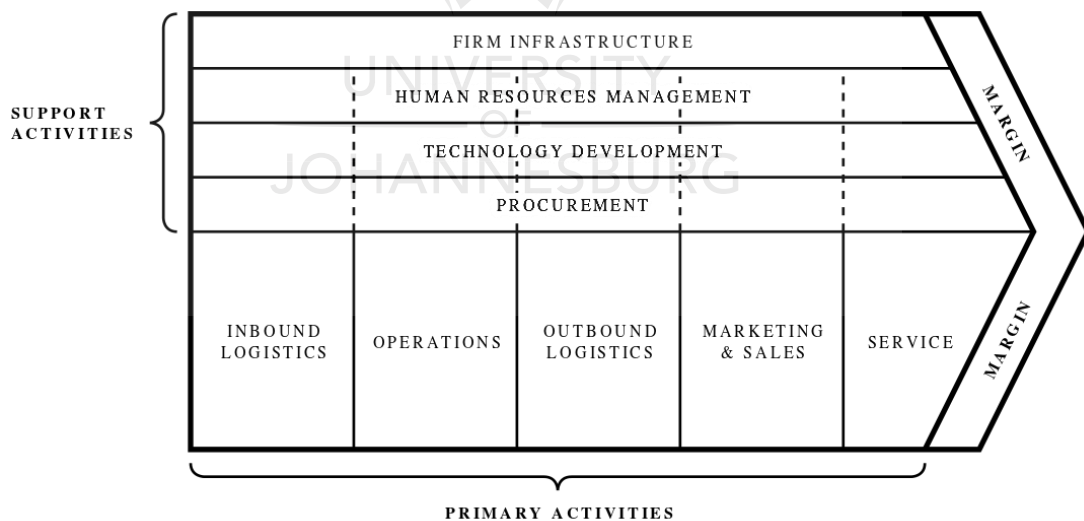 FIRM INFRASTRUCTURE
UNIVERSITY
HUMAN RESOURCES MANAGEMENT
SUPPORT
ACTIVITIES
OF
TECHNOLOGY DEVELOPMENT
JOHANNESBURG
PROCUREMENT
MARGIN
INBOUND
LOGISTICS
OPERATIONS
OUTBOUND
LOGISTICS
MARKETING
& SALES
SERVICE
MARGIN
PRIMARY ACTIVITIES